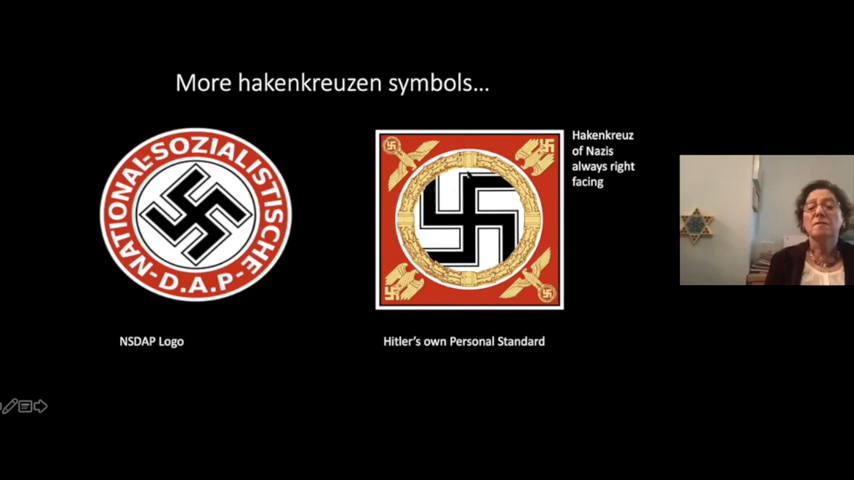 More hakenkreuzen symbols...
NATIONAL-SOZIALISTISCHE
-D.A.P-
Hakenkreuz
of Nazis
always right
facing
NSDAP Logo
Hitler's own Personal Standard